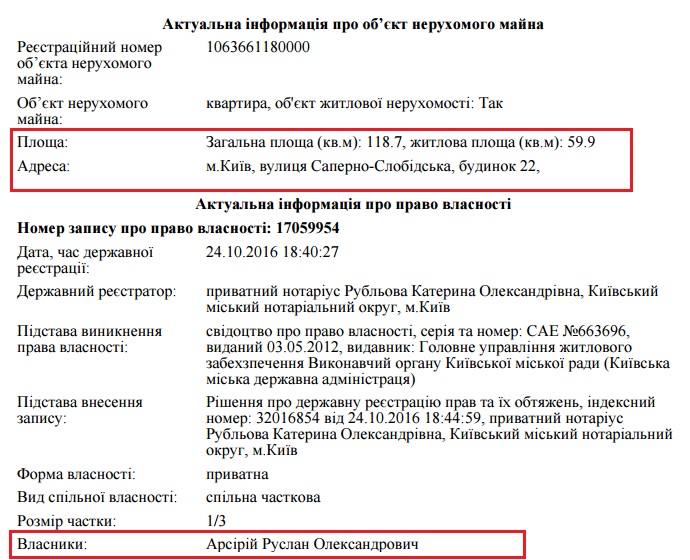 Актуальна інформація про об’єкт нерухомого майна
Реєстраційний номер 1063661180000
об’єкта нерухомого
майна:
Об’єкт нерухомого квартира, об'єкт житлової нерухомості: Так
майна:
Площа: Загальна площа (кв.м): 118.7, житлова площа (кв.м): 59.9
Адреса: м.Київ, вулиця Саперно-Слобідська, будинок 22,
Актуальна інформація про право власності
Номер запису про право власності: 17059954
Дата, час державної 24.10.2016 18:40:27
реєстрації:
Державний реєстратор: приватний нотаріус Рубльова Катерина Олександрівна, Київський
міський нотаріальний округ, м.Київ
Підстава виникнення свідоцтво про право власності, серія та номер: САЕ №663696,
права власності: виданий 03.05.2012, видавник: Головне управління житлового
забехзпечення Виконавчий органу Київської міської ради (Київська
міська державна адміністраця)
Підстава внесення Рішення про державну реєстрацію прав та їх обтяжень, індексний
запису: номер: 32016854 від 24.10.2016 18:44:59, приватний нотаріус
Рубльова Катерина Олександрівна, Київський міський нотаріальний
округ, м.Київ
Форма власності: приватна
Вид спільної власності: спільна часткова
Розмір частки: 1/3
Власники: Арсірій Руслан Олександрович